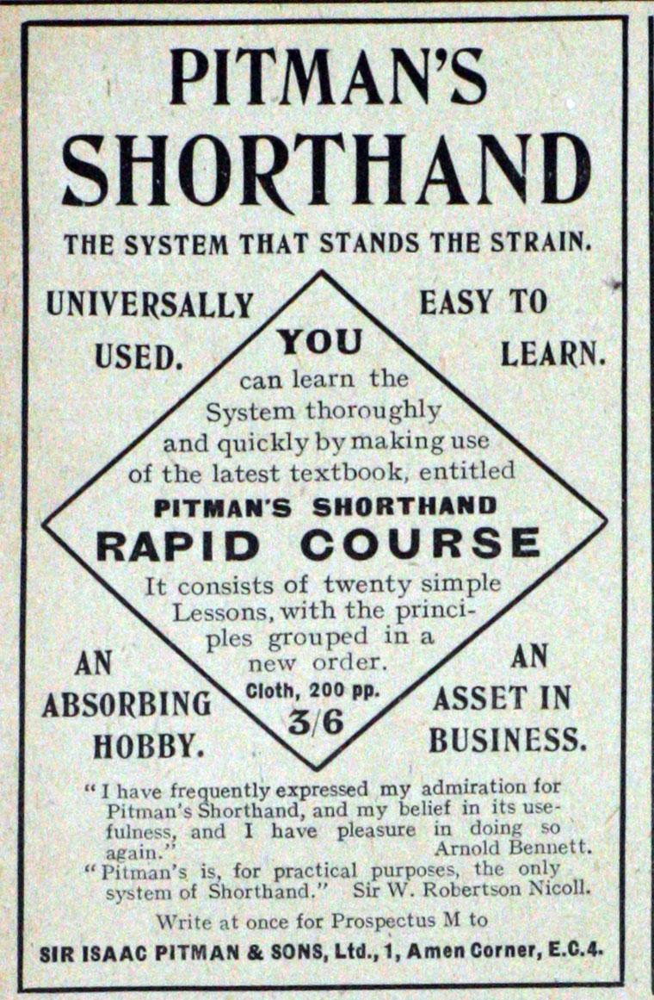 PITMAN'S
SHORTHAND
THE SYSTEM THAT STANDS THE STRAIN.
UNIVERSALLY
USED.
EASY TO
LEARN.
YOU
can learn the
System thoroughly
and quickly by making use
of the latest textbook, entitled
PITMAN'S SHORTHAND
RAPID COURSE
It consists of twenty simple
Lessons, with the princi-
ples grouped in a
new order.
Cloth, 200 pp.
3/6
AN
ABSORBING
HOBBY.
AN
ASSET IN
BUSINESS.
"I have frequently expressed my admiration for
Pitman's Shorthand, and my belief in its use-
fulness, and I have pleasure in doing so
again." Arnold Bennett.
"Pitman's is, for practical purposes, the only
system of Shorthand." Sir W. Robertson Nicoll.
Write at once for Prospectus M to
SIR ISAAC PITMAN & SONS, Ltd., 1, Amen Corner, E.C.4.